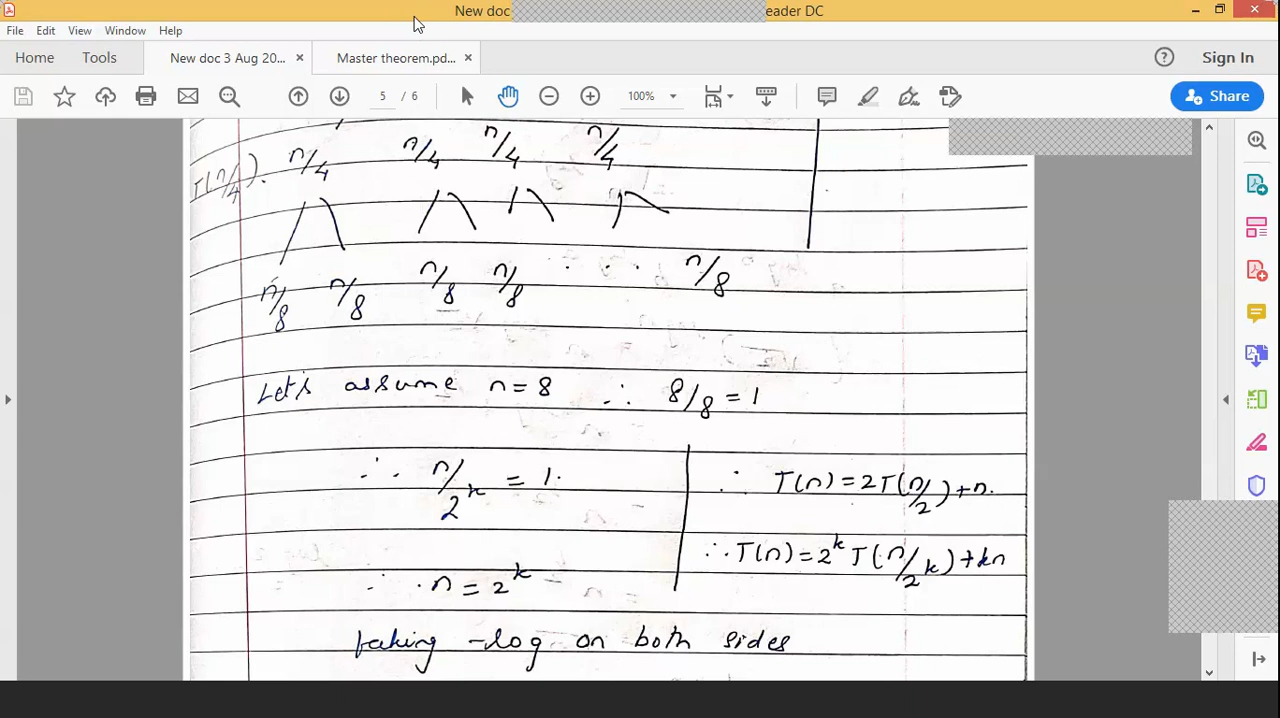 New doc eader DC
File Edit View Window Help
Home Tools New doc 3 Aug 20... × Master theorem.pd... × Sign In
5 / 6 100% Share
T(n/4). n/4 n/4 n/4 n/4
n/8 n/8 n/8 n/8 . . . n/8
Let's assume n = 8 ∴ 8/8 = 1
∴ n/2^k = 1.
∴ T(n) = 2T(n/2) + n.
∴ T(n) = 2^k T(n/2^k) + kn
∴ n = 2^k
taking log on both sides